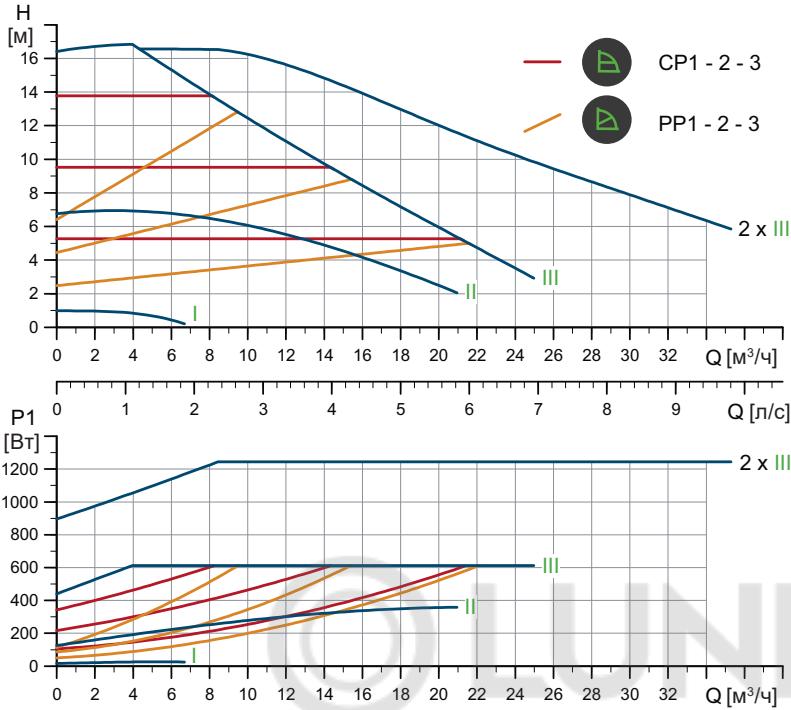 H
[м]
16
14
12
10
8
6
4
2
0
CP1 - 2 - 3
PP1 - 2 - 3
2 x III
III
II
I
0 2 4 6 8 10 12 14 16 18 20 22 24 26 28 30 32 Q [м³/ч]
0 1 2 3 4 5 6 7 8 9 Q [л/с]
P1
[Вт]
1200
1000
800
600
400
200
0
2 x III
III
II
I
LUNI
0 2 4 6 8 10 12 14 16 18 20 22 24 26 28 30 32 Q [м³/ч]